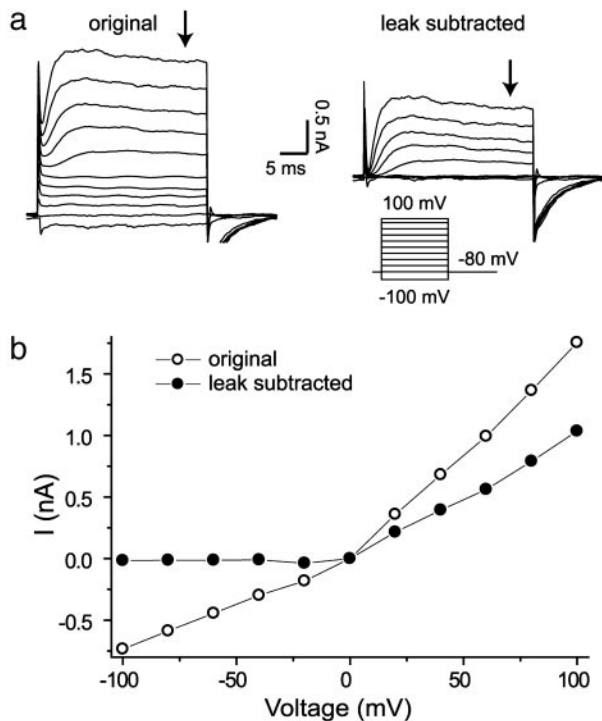 a
original
leak subtracted
0.5 nA
5 ms
100 mV
-80 mV
-100 mV
b
original
leak subtracted
I (nA)
1.5
1.0
0.5
0.0
-0.5
-100
-50
0
50
100
Voltage (mV)